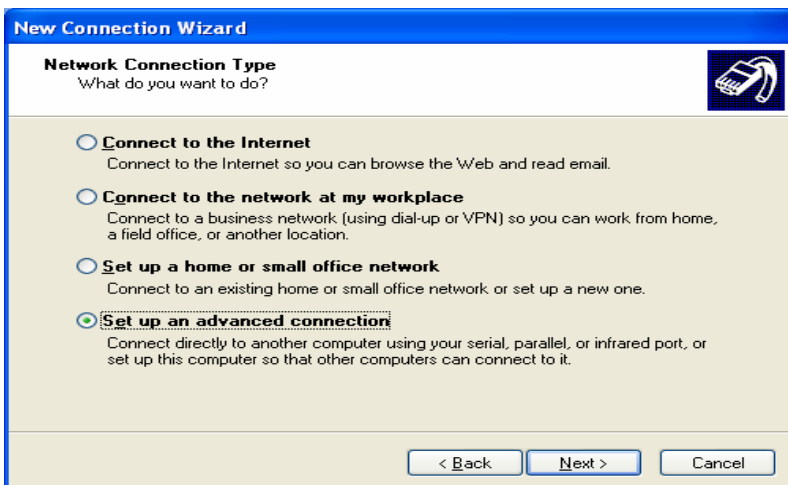 New Connection Wizard
Network Connection Type
What do you want to do?
Connect to the Internet
Connect to the Internet so you can browse the Web and read email.
Connect to the network at my workplace
Connect to a business network (using dial-up or VPN) so you can work from home,
a field office, or another location.
Set up a home or small office network
Connect to an existing home or small office network or set up a new one.
Set up an advanced connection
Connect directly to another computer using your serial, parallel, or infrared port, or
set up this computer so that other computers can connect to it.
< Back Next > Cancel